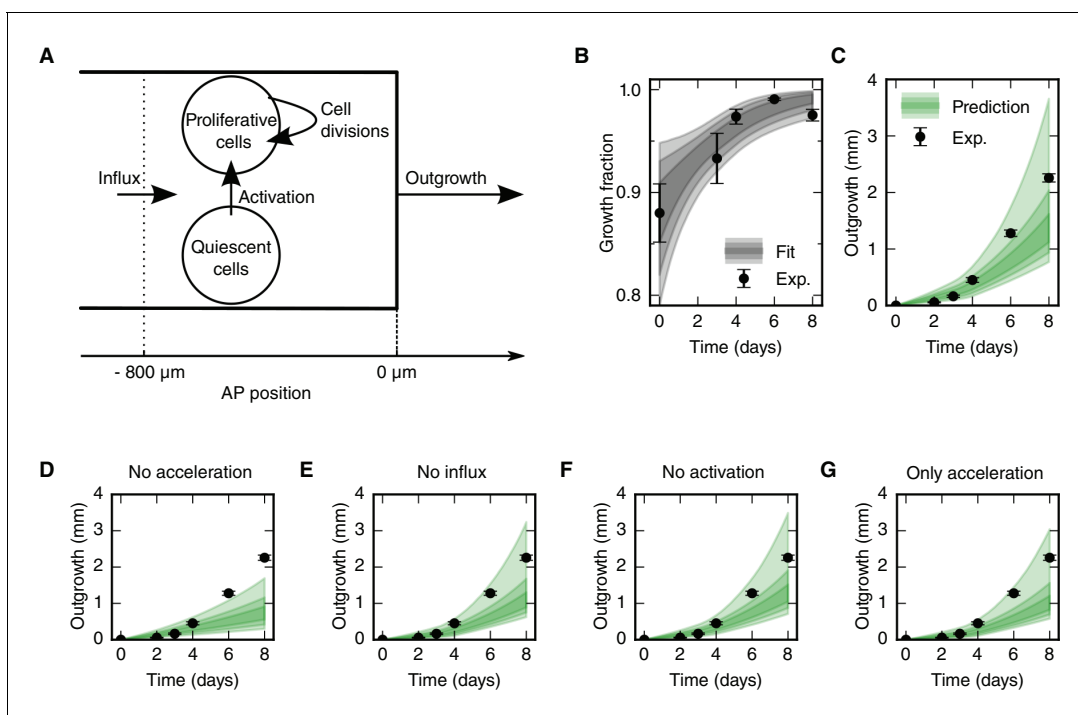 A
Proliferative
cells
Cell
divisions
Influx
Activation
Outgrowth
Quiescent
cells
- 800 µm
0 µm
AP position
B
Growth fraction
1.0
0.9
0.8
Fit
Exp.
0 2 4 6 8
Time (days)
C
Outgrowth (mm)
4
3
2
1
0
Prediction
Exp.
0 2 4 6 8
Time (days)
D
No acceleration
Outgrowth (mm)
4
3
2
1
0
0 2 4 6 8
Time (days)
E
No influx
Outgrowth (mm)
4
3
2
1
0
0 2 4 6 8
Time (days)
F
No activation
Outgrowth (mm)
4
3
2
1
0
0 2 4 6 8
Time (days)
G
Only acceleration
Outgrowth (mm)
4
3
2
1
0
0 2 4 6 8
Time (days)